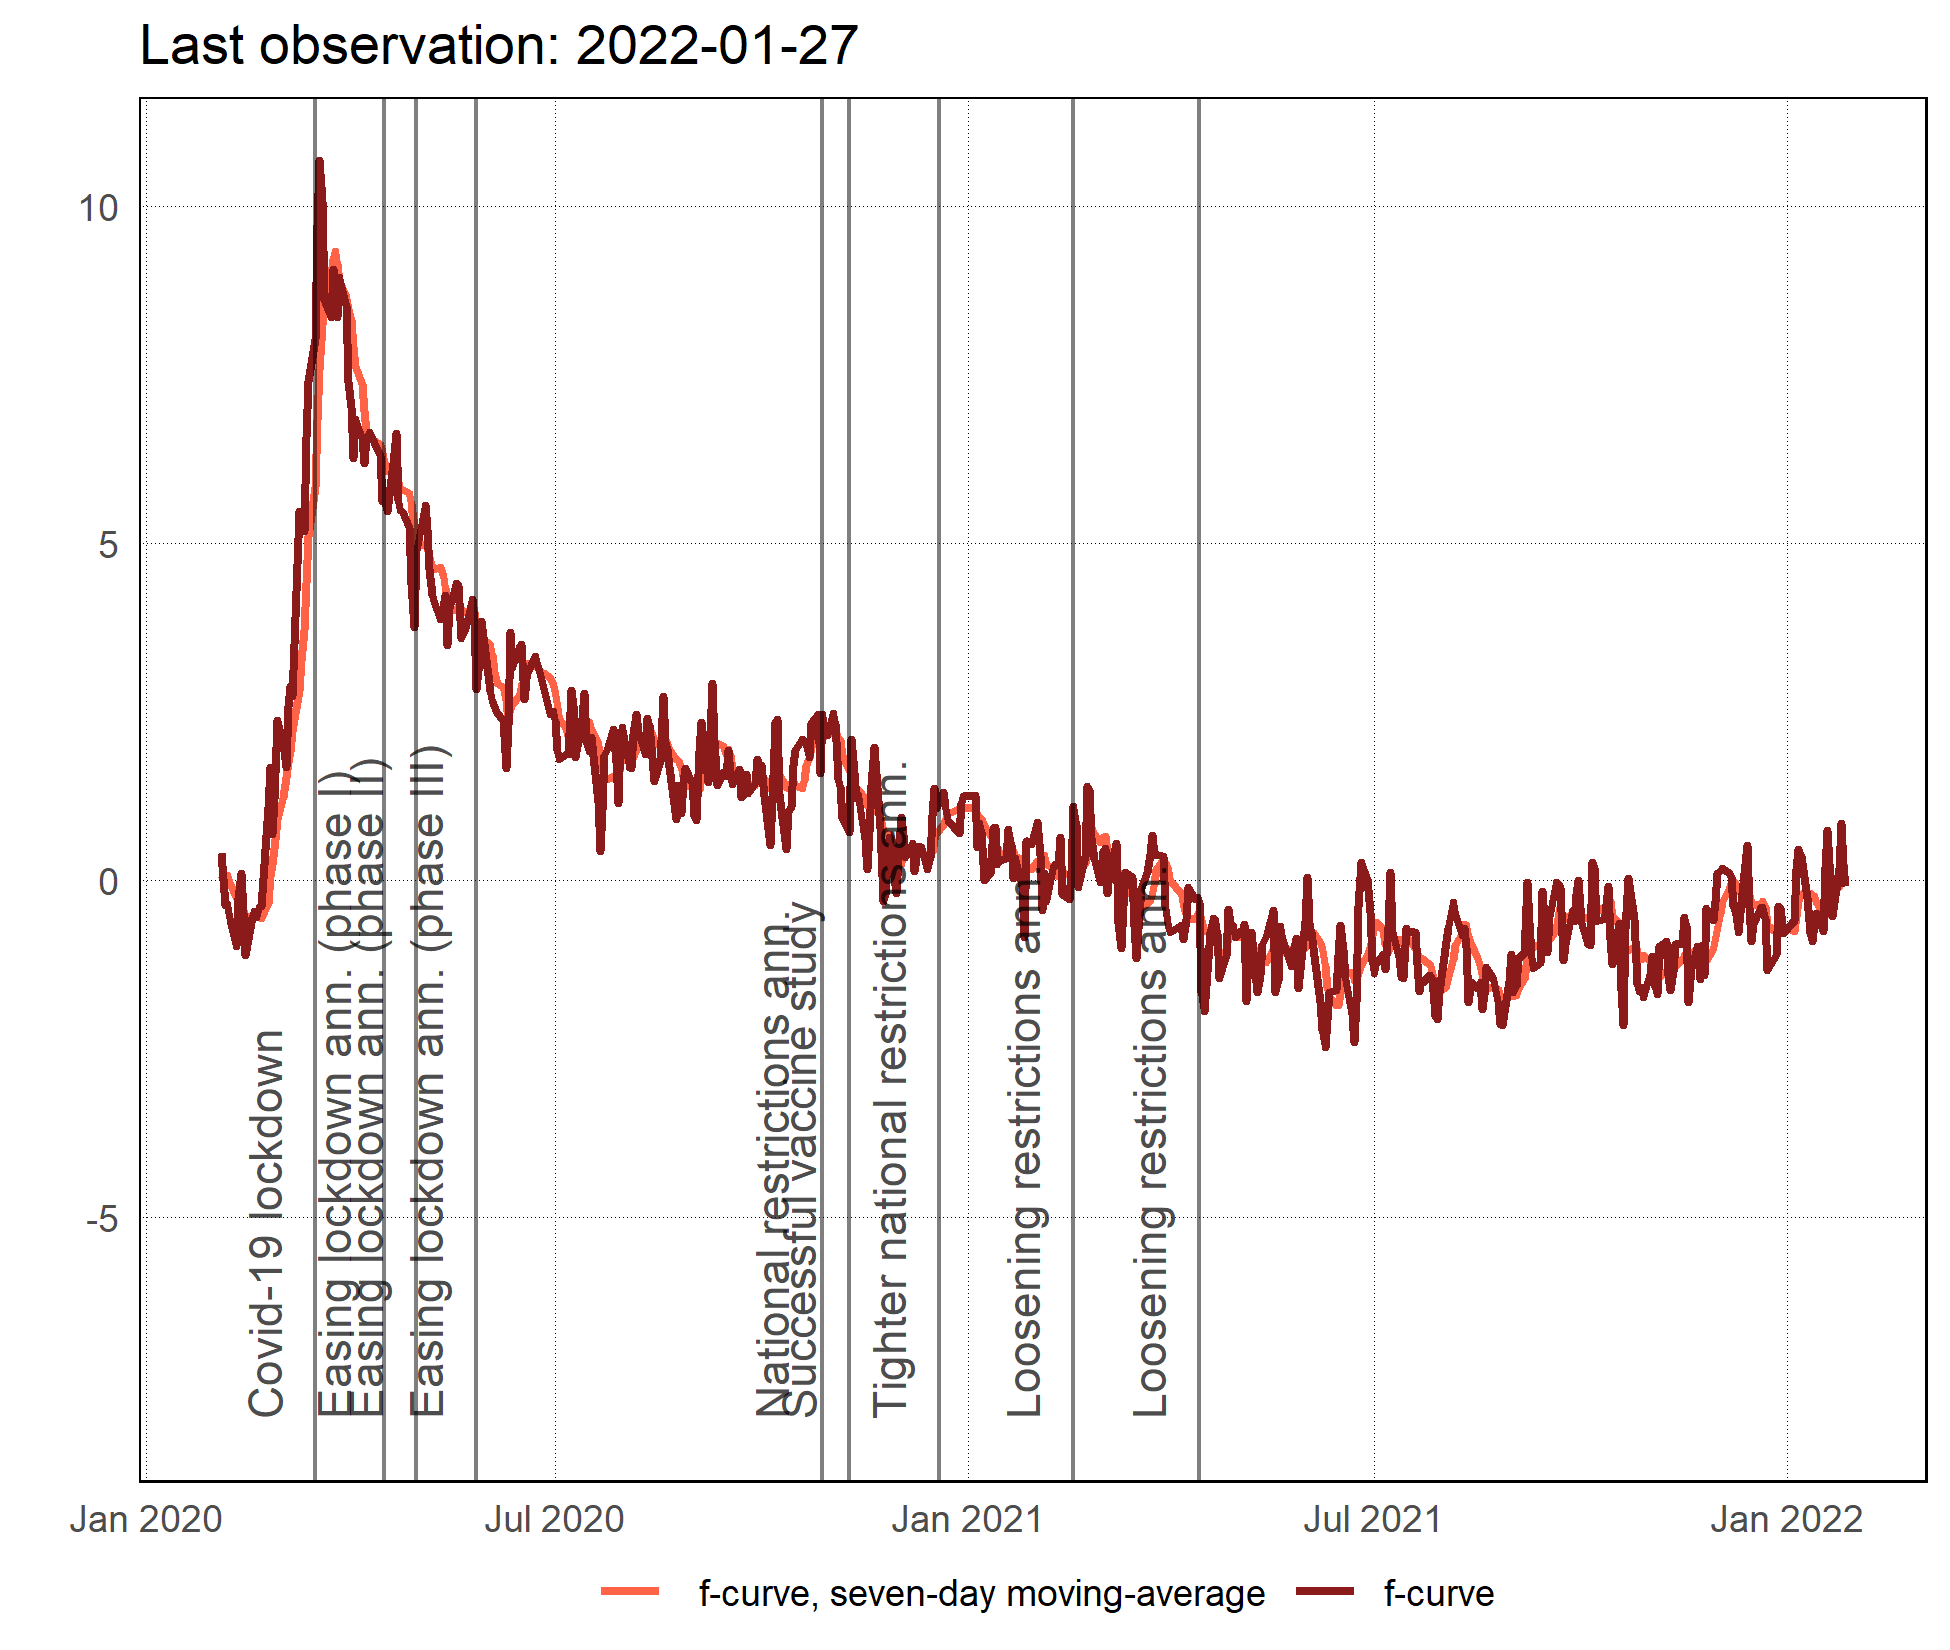 Last observation: 2022-01-27
10
5
0
-5
Covid-19 lockdown
Easing lockdown ann. (phase I)
Easing lockdown ann. (phase II)
Easing lockdown ann. (phase III)
National restrictions ann.
Successful vaccine study
Tighter national restrictions ann.
Loosening restrictions ann.
Loosening restrictions ann.
Jan 2020
Jul 2020
Jan 2021
Jul 2021
Jan 2022
f-curve, seven-day moving-average
f-curve